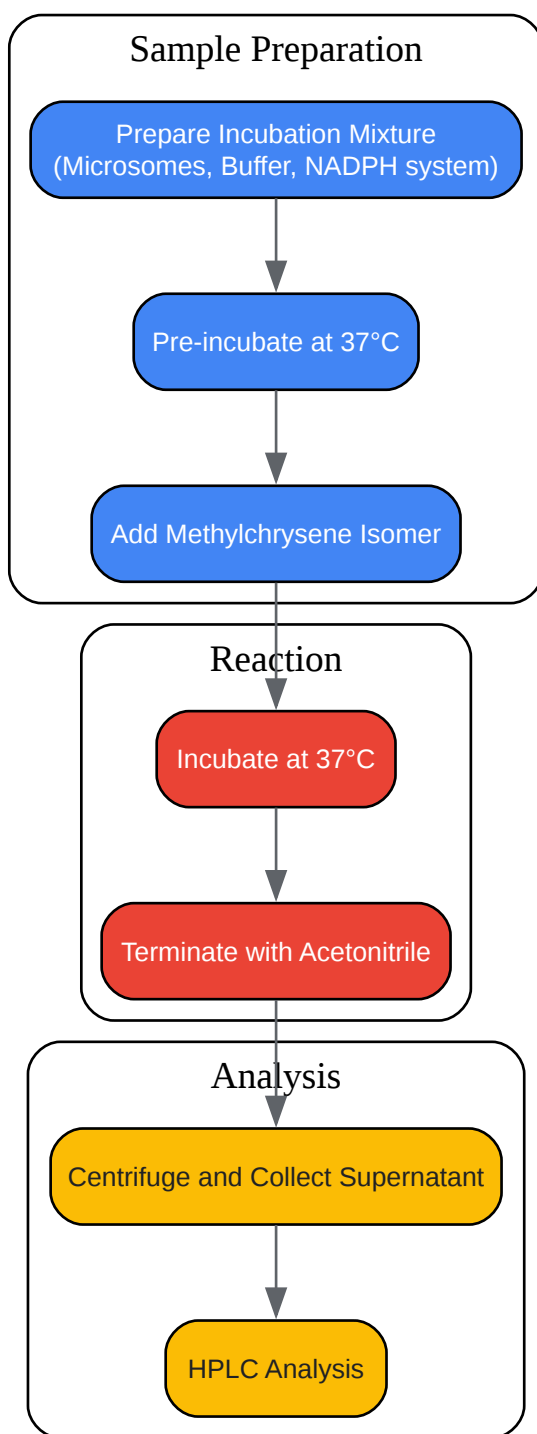 Sample Preparation
Prepare Incubation Mixture
(Microsomes, Buffer, NADPH system)
Pre-incubate at 37°C
Add Methylchrysene Isomer
Reaction
Incubate at 37°C
Terminate with Acetonitrile
Analysis
Centrifuge and Collect Supernatant
HPLC Analysis